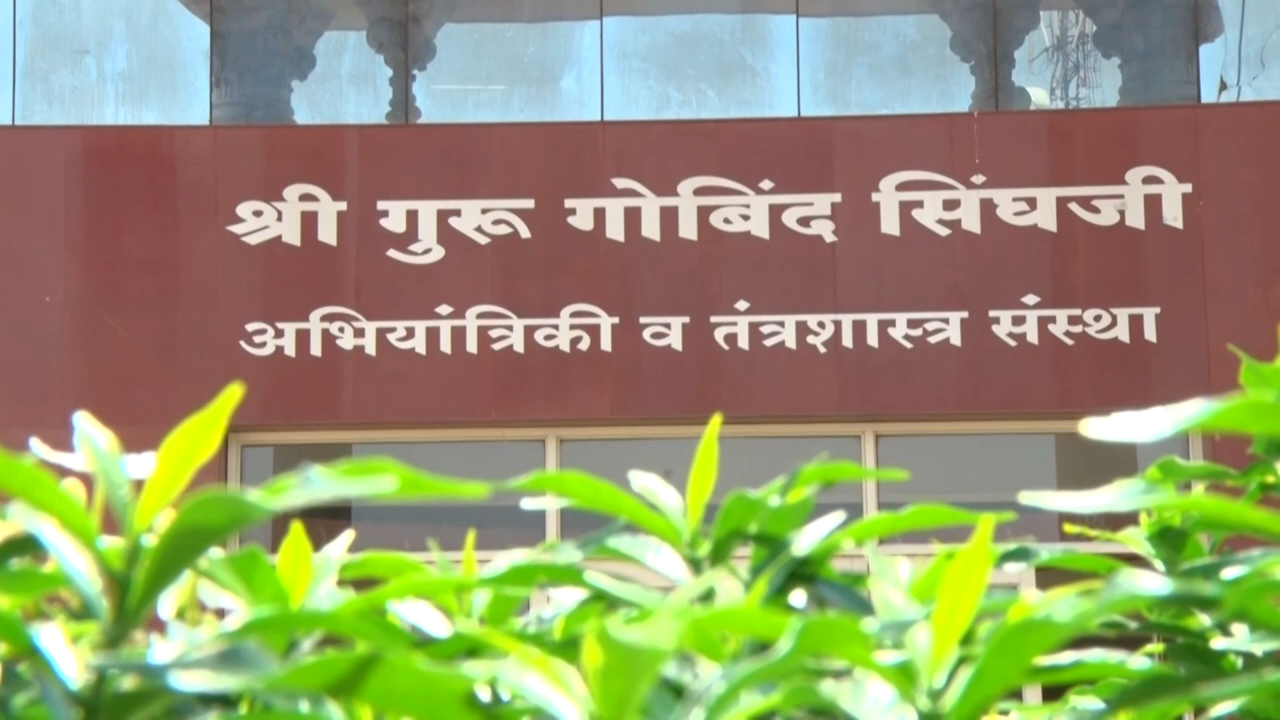 श्री गुरू गोबिंद सिंघजी
अभियांत्रिकी व तंत्रशास्त्र संस्था